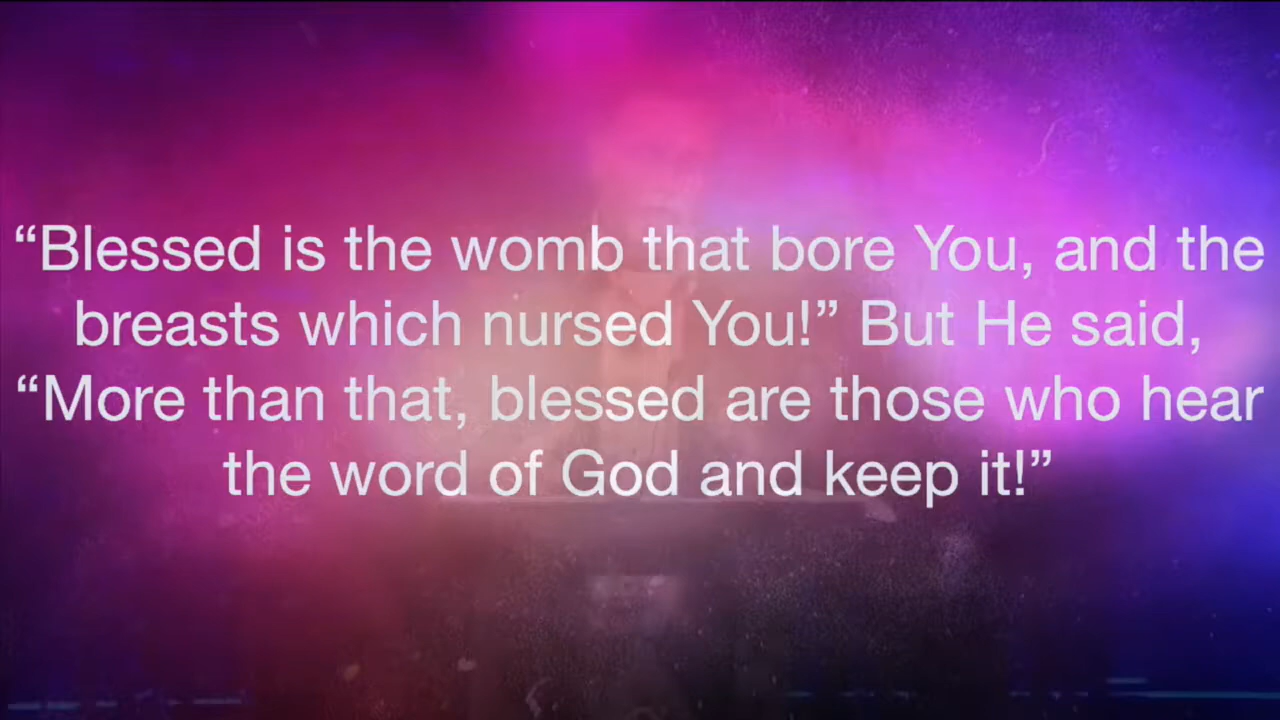 “Blessed is the womb that bore You, and the
breasts which nursed You!” But He said,
“More than that, blessed are those who hear
the word of God and keep it!”